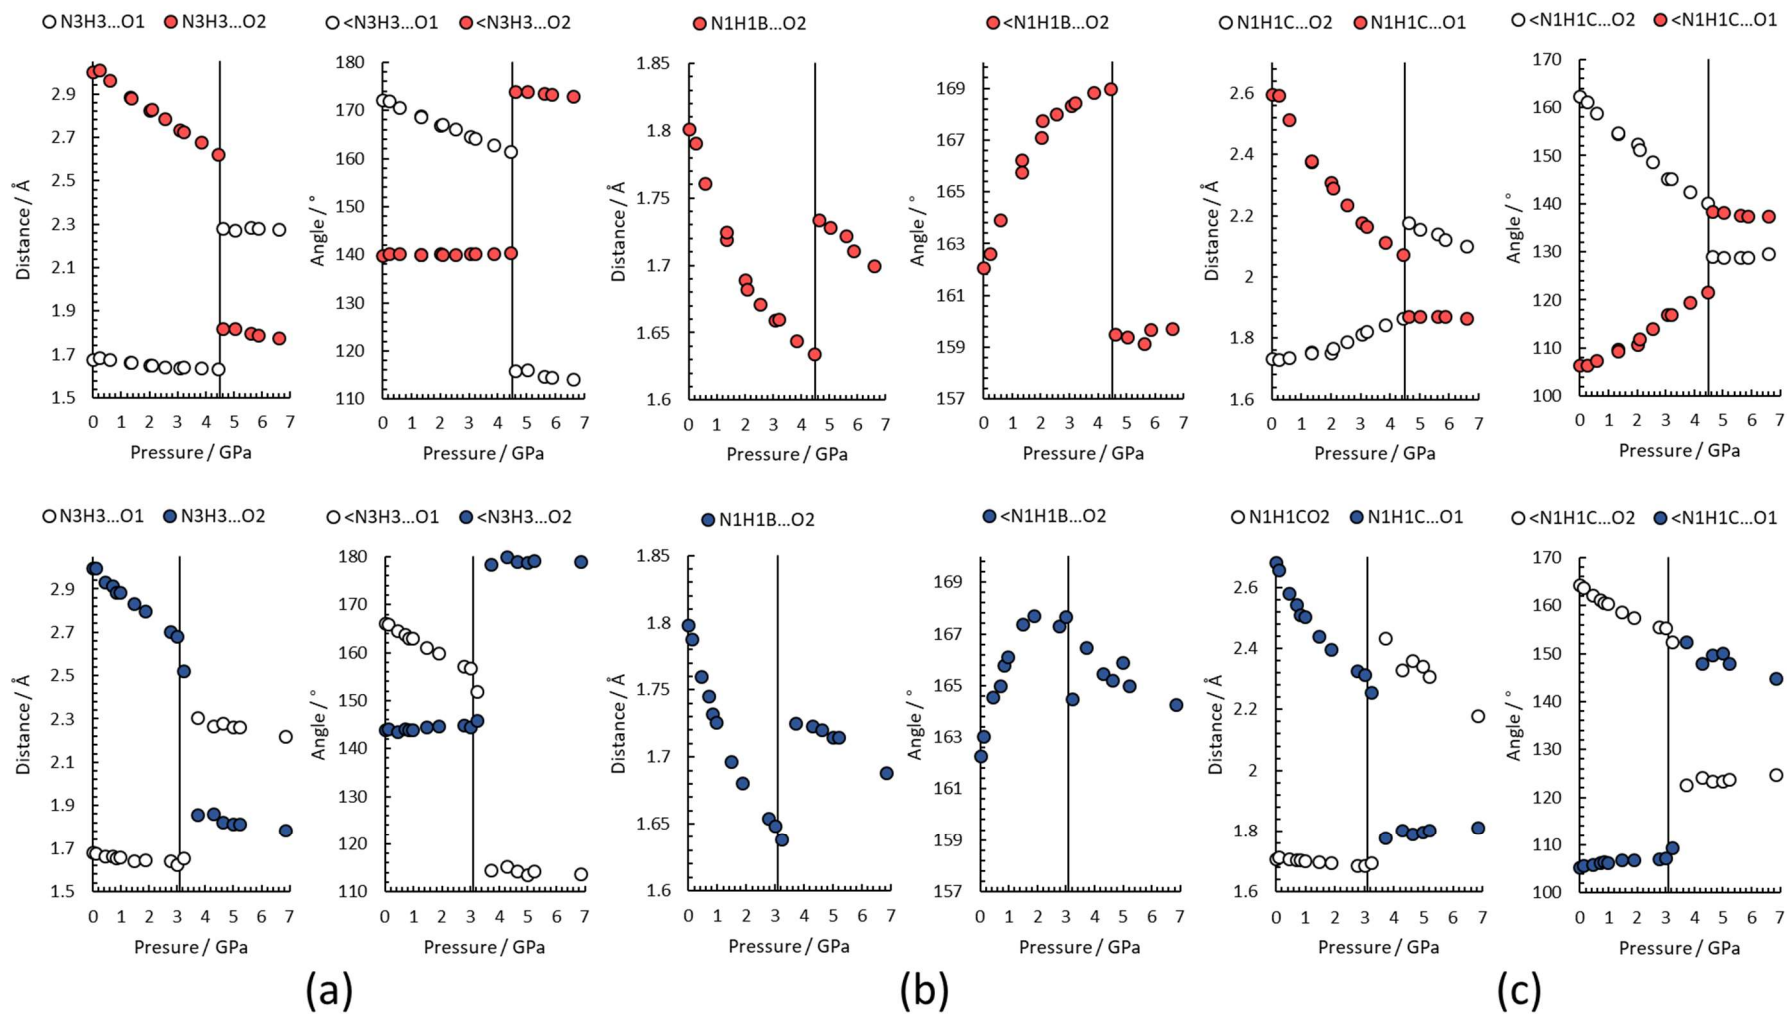 N3H3...O1 N3H3...O2
<N3H3...O1 <N3H3...O2
N1H1B...O2
<N1H1B...O2
N1H1C...O2 N1H1C...O1
<N1H1C...O2 <N1H1C...O1
Distance / Å
2.9
2.7
2.5
2.3
2.1
1.9
1.7
1.5
0 1 2 3 4 5 6 7
Pressure / GPa
Angle / °
180
170
160
150
140
130
120
110
0 1 2 3 4 5 6 7
Pressure / GPa
Distance / Å
1.85
1.8
1.75
1.7
1.65
1.6
0 1 2 3 4 5 6 7
Pressure / GPa
Angle / °
169
167
165
163
161
159
157
0 1 2 3 4 5 6 7
Pressure / GPa
Distance / Å
2.6
2.4
2.2
2
1.8
1.6
0 1 2 3 4 5 6 7
Pressure / GPa
Angle / °
170
160
150
140
130
120
110
100
0 1 2 3 4 5 6 7
Pressure / GPa
N3H3...O1 N3H3...O2
<N3H3...O1 <N3H3...O2
N1H1B...O2
<N1H1B...O2
N1H1CO2 N1H1C...O1
<N1H1C...O2 <N1H1C...O1
Distance / Å
2.9
2.7
2.5
2.3
2.1
1.9
1.7
1.5
0 1 2 3 4 5 6 7
Presure / GPa
Angle / °
180
170
160
150
140
130
120
110
0 1 2 3 4 5 6 7
Pressure / GPa
Distance / Å
1.85
1.8
1.75
1.7
1.65
1.6
0 1 2 3 4 5 6 7
Pressure / GPa
Angle / °
169
167
165
163
161
159
157
0 1 2 3 4 5 6 7
Pressure / GPa
Distance / Å
2.6
2.4
2.2
2
1.8
1.6
0 1 2 3 4 5 6 7
Pressure / GPa
Angle / °
170
160
150
140
130
120
110
100
0 1 2 3 4 5 6 7
Pressure / GPa
(a) (b) (c)